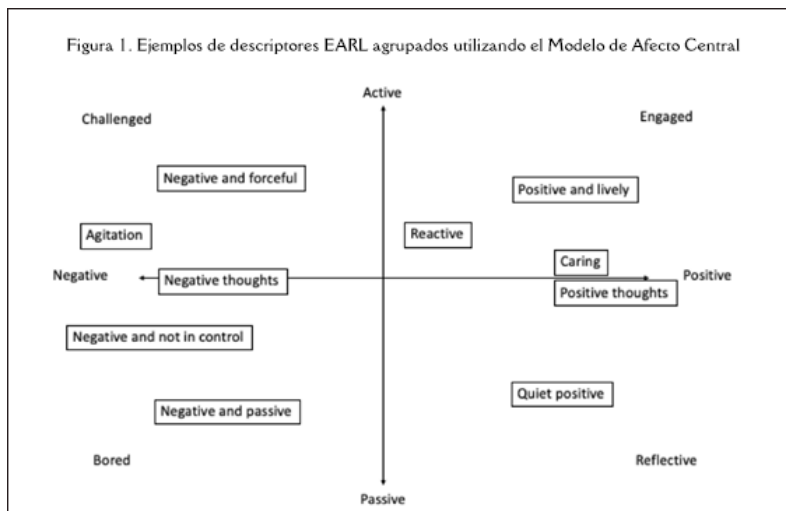 Figura 1. Ejemplos de descriptores EARL agrupados utilizando el Modelo de Afecto Central
Active
Challenged
Engaged
Negative and forceful
Positive and lively
Agitation
Reactive
Caring
Negative
Negative thoughts
Positive
Positive thoughts
Negative and not in control
Quiet positive
Negative and passive
Bored
Reflective
Passive